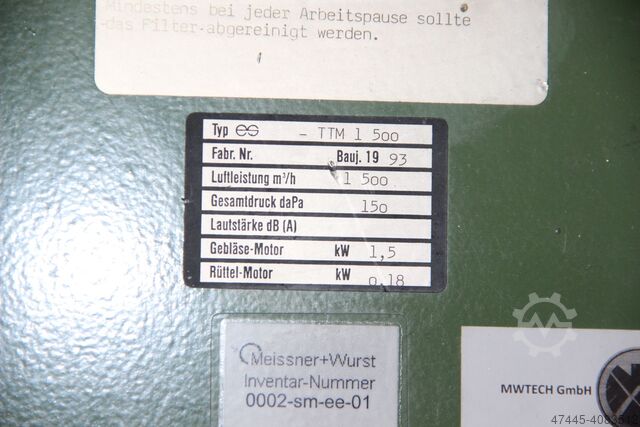 Mindestens bei jeder Arbeitspause sollte
das Filter abgereinigt werden.
Typ - TTM 1 500
Fabr. Nr. Bauj. 19 93
Luftleistung m³/h 1 500
Gesamtdruck daPa 150
Lautstärke dB (A)
Gebläse-Motor kW 1,5
Rüttel-Motor kW 0,18
Meissner+Wurst
Inventar-Nummer
0002-sm-ee-01
MWTECH GmbH